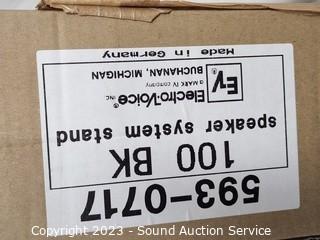 593-0717
100 BK
speaker system stand
Electro-Voice®
INC.
a MARK IV company
BUCHANAN, MICHIGAN
EV
Made in Germany
Copyright © 2023 - Sound Auction Service